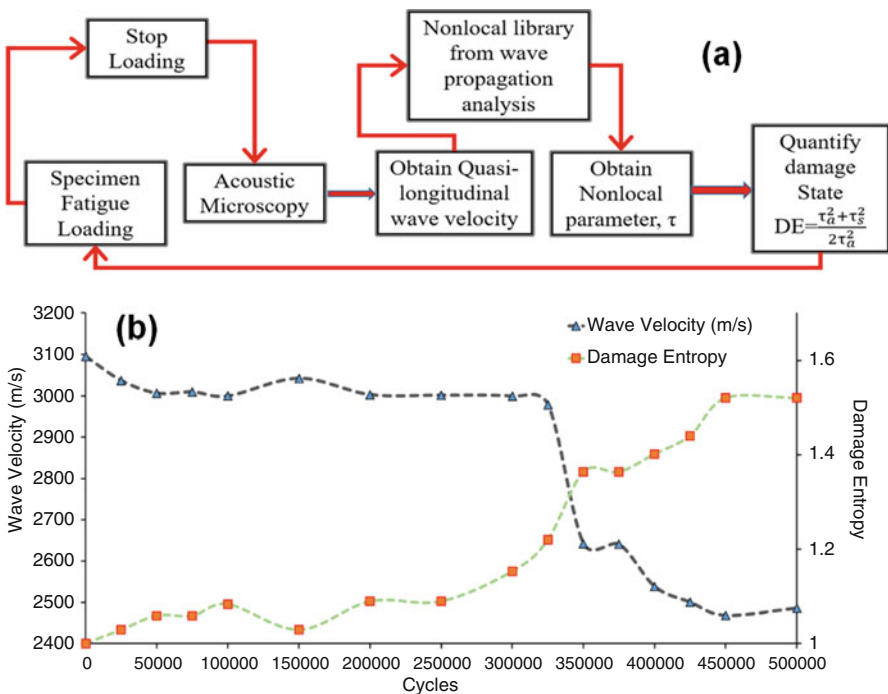 Stop
Loading
Nonlocal library
from wave
propagation
analysis
(a)
Specimen
Fatigue
Loading
Acoustic
Microscopy
Obtain Quasi-
longitudinal
wave velocity
Obtain
Nonlocal
parameter, τ
Quantify
damage
State
DE=τₐ²+τₛ²/2τₐ²
(b)
Wave Velocity (m/s)
Damage Entropy
Wave Velocity (m/s)
3200
3100
3000
2900
2800
2700
2600
2500
2400
1.6
1.4
1.2
1
Damage
Entropy
0 50000 100000 150000 200000 250000 300000 350000 400000 450000 500000
Cycles